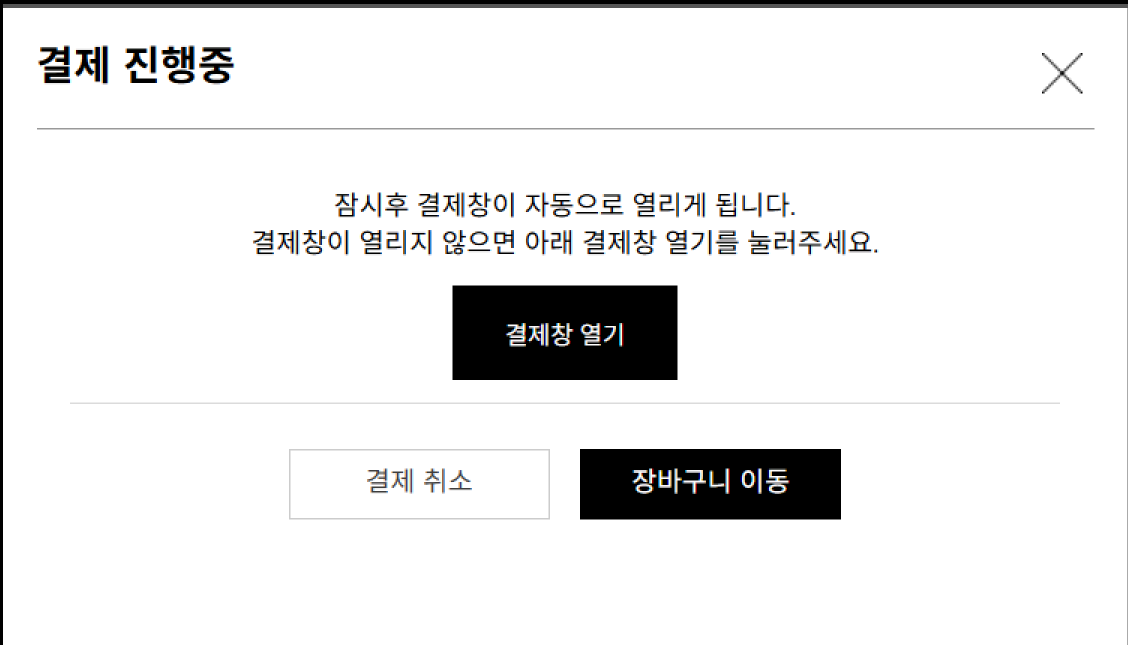 결제 진행중
잠시후 결제창이 자동으로 열리게 됩니다.
결제창이 열리지 않으면 아래 결제창 열기를 눌러주세요.
결제창 열기
결제 취소
장바구니 이동